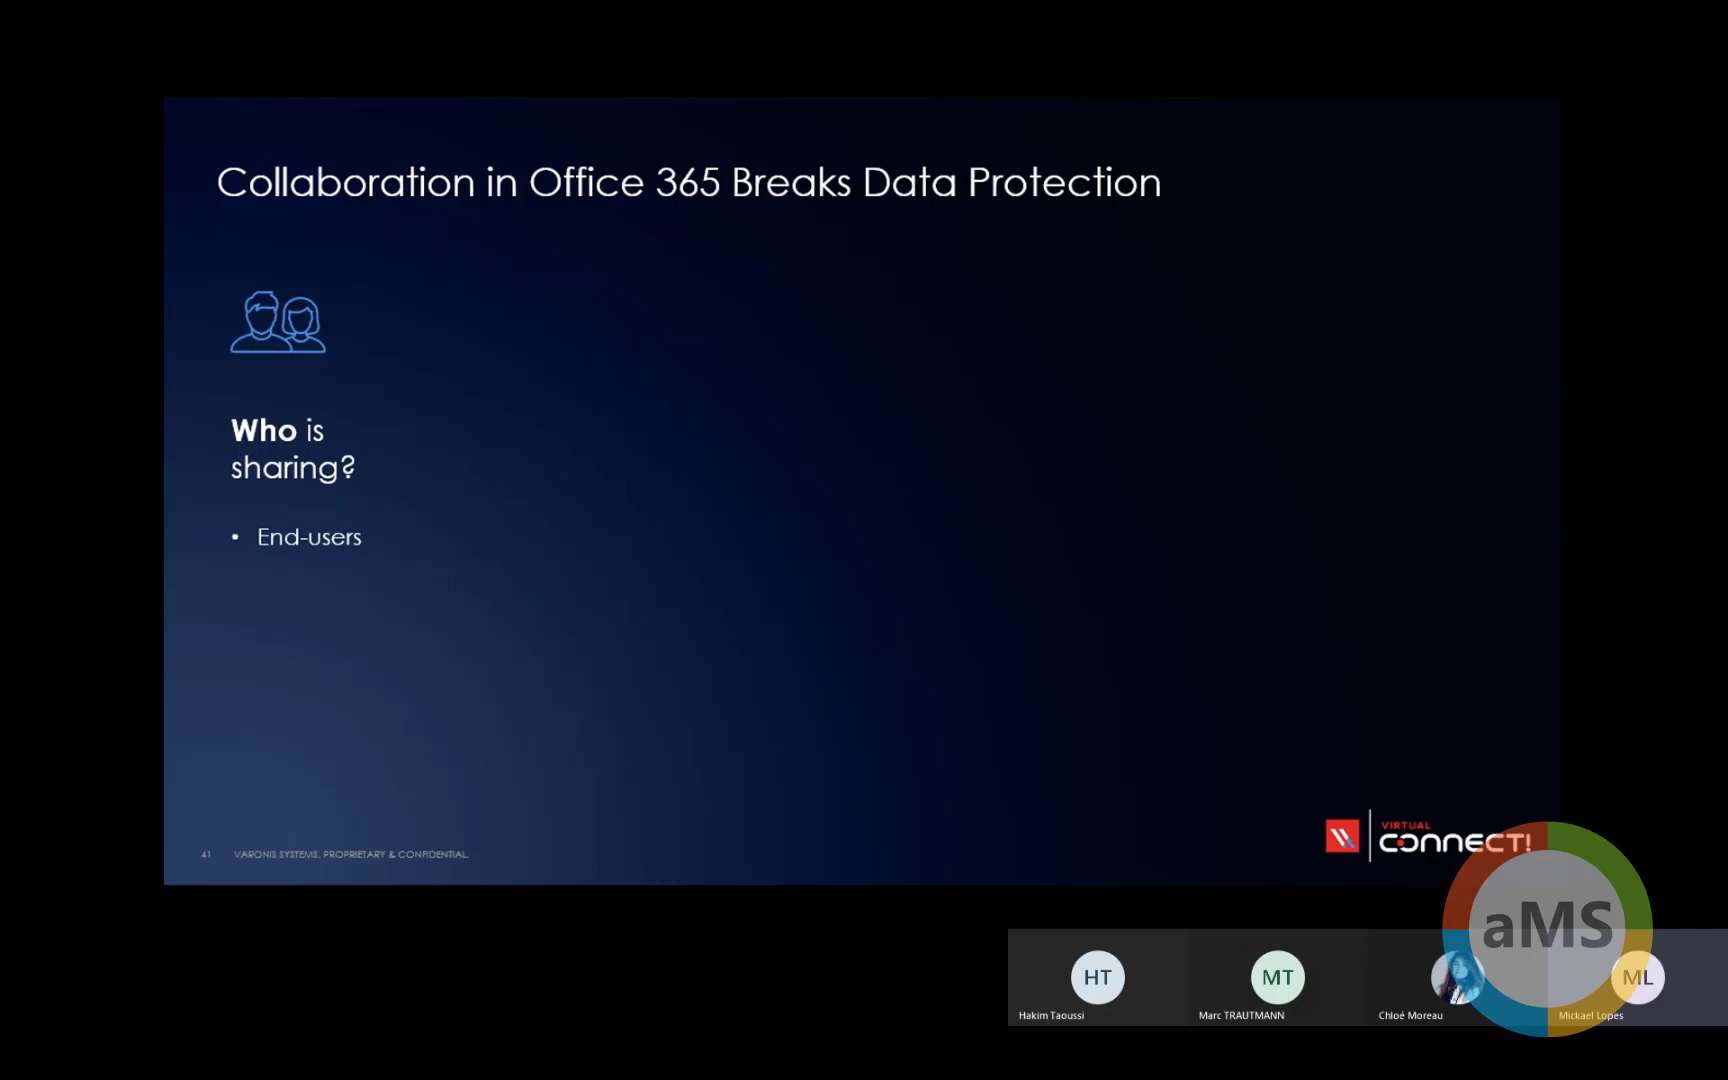 Collaboration in Office 365 Breaks Data Protection
Who is
sharing?
• End-users
41 VARONIS SYSTEMS. PROPRIETARY & CONFIDENTIAL.
VIRTUAL
CONNECT!
aMS
HT
MT
ML
Hakim Taoussi
Marc TRAUTMANN
Chloé Moreau
Mickael Lopes